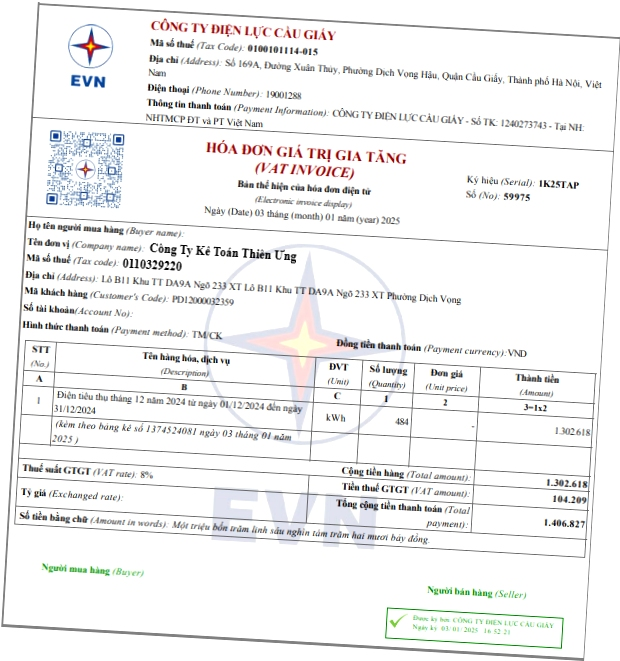 EVN
CÔNG TY ĐIỆN LỰC CẦU GIẤY
Mã số thuế (Tax Code): 0100101114-015
Địa chỉ (Address): Số 169A, Đường Xuân Thủy, Phường Dịch Vọng Hậu, Quận Cầu Giấy, Thành phố Hà Nội, Việt
Nam
Điện thoại (Phone Number): 19001288
Thông tin thanh toán (Payment Information): CÔNG TY ĐIỆN LỰC CẦU GIẤY - Số TK: 1240273743 - Tại NH:
NHTMCP ĐT và PT Việt Nam
HÓA ĐƠN GIÁ TRỊ GIA TĂNG
(VAT INVOICE)
Bản thể hiện của hóa đơn điện tử
(Electronic invoice display)
Ngày (Date) 03 tháng (month) 01 năm (year) 2025
Ký hiệu (Serial): 1K25TAP
Số (No): 59975
Họ tên người mua hàng (Buyer name):
Tên đơn vị (Company name): Công Ty Kế Toán Thiên Ưng
Mã số thuế (Tax code): 0110329220
Địa chỉ (Address): Lô B11 Khu TT DA9A Ngõ 233 XT Lô B11 Khu TT DA9A Ngõ 233 XT Phường Dịch Vọng
Mã khách hàng (Customer's Code): PD12000032359
Số tài khoản(Account No):
Hình thức thanh toán (Payment method): TM/CK
Đồng tiền thanh toán (Payment currency):VND
STT (No.) Tên hàng hóa, dịch vụ (Description) ĐVT (Unit) Số lượng (Quantity) Đơn giá (Unit price) Thành tiền (Amount)
A B C 1 2 3=1x2
1 Điện tiêu thụ tháng 12 năm 2024 từ ngày 01/12/2024 đến ngày
31/12/2024 kWh 484 - 1.302.618
(kèm theo bảng kê số 1374524081 ngày 03 tháng 01 năm
2025 )
Cộng tiền hàng (Total amount): 1.302.618
Thuế suất GTGT (VAT rate): 8% Tiền thuế GTGT (VAT amount): 104.209
Tỷ giá (Exchanged rate): Tổng cộng tiền thanh toán (Total
payment): 1.406.827
Số tiền bằng chữ (Amount in words): Một triệu bốn trăm linh sáu nghìn tám trăm hai mươi bảy đồng.
EVN
Người mua hàng (Buyer)
Người bán hàng (Seller)
Được ký bởi: CÔNG TY ĐIỆN LỰC CẦU GIẤY
Ngày ký: 03/01/2025 16:52:21